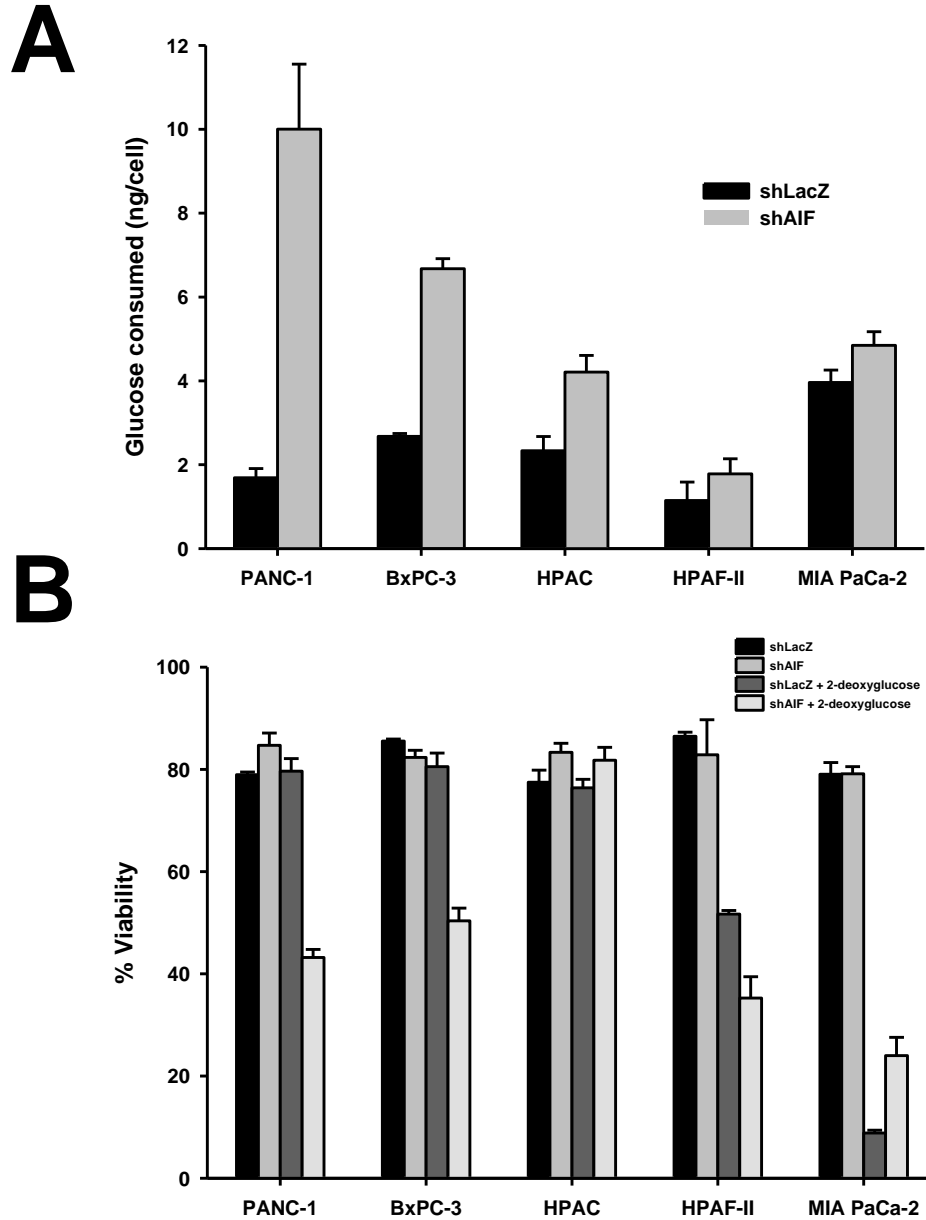 A
Glucose consumed (ng/cell)
12
10
8
6
4
2
0
shLacZ
shAIF
PANC-1 BxPC-3 HPAC HPAF-II MIA PaCa-2
B
% Viability
100
80
60
40
20
0
shLacZ
shAIF
shLacZ + 2-deoxyglucose
shAIF + 2-deoxyglucose
PANC-1 BxPC-3 HPAC HPAF-II MIA PaCa-2